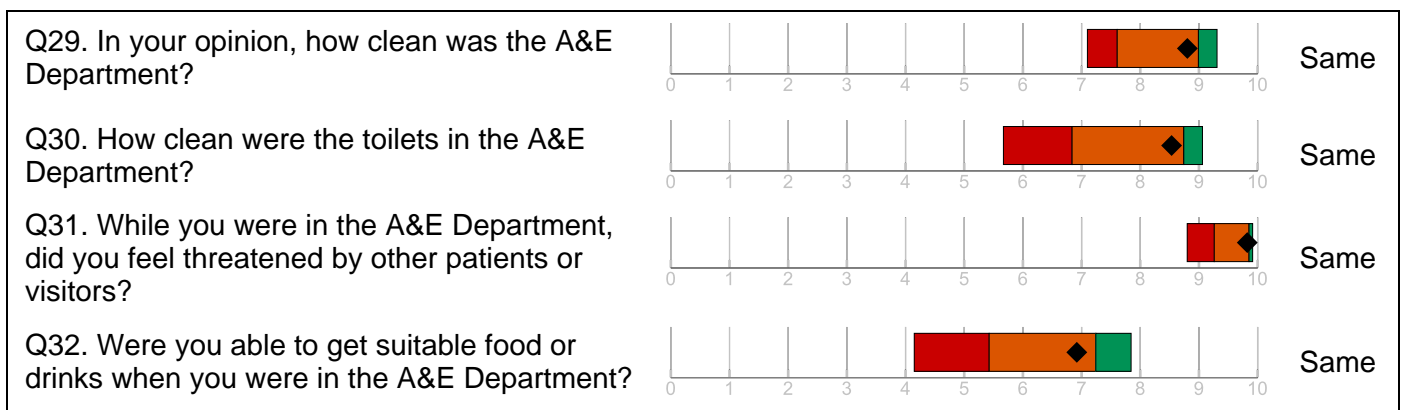 Q29. In your opinion, how clean was the A&E
Department?
Same
0 1 2 3 4 5 6 7 8 9 10
Q30. How clean were the toilets in the A&E
Department?
Same
0 1 2 3 4 5 6 7 8 9 10
Q31. While you were in the A&E Department,
did you feel threatened by other patients or
visitors?
Same
0 1 2 3 4 5 6 7 8 9 10
Q32. Were you able to get suitable food or
drinks when you were in the A&E Department?
Same
0 1 2 3 4 5 6 7 8 9 10